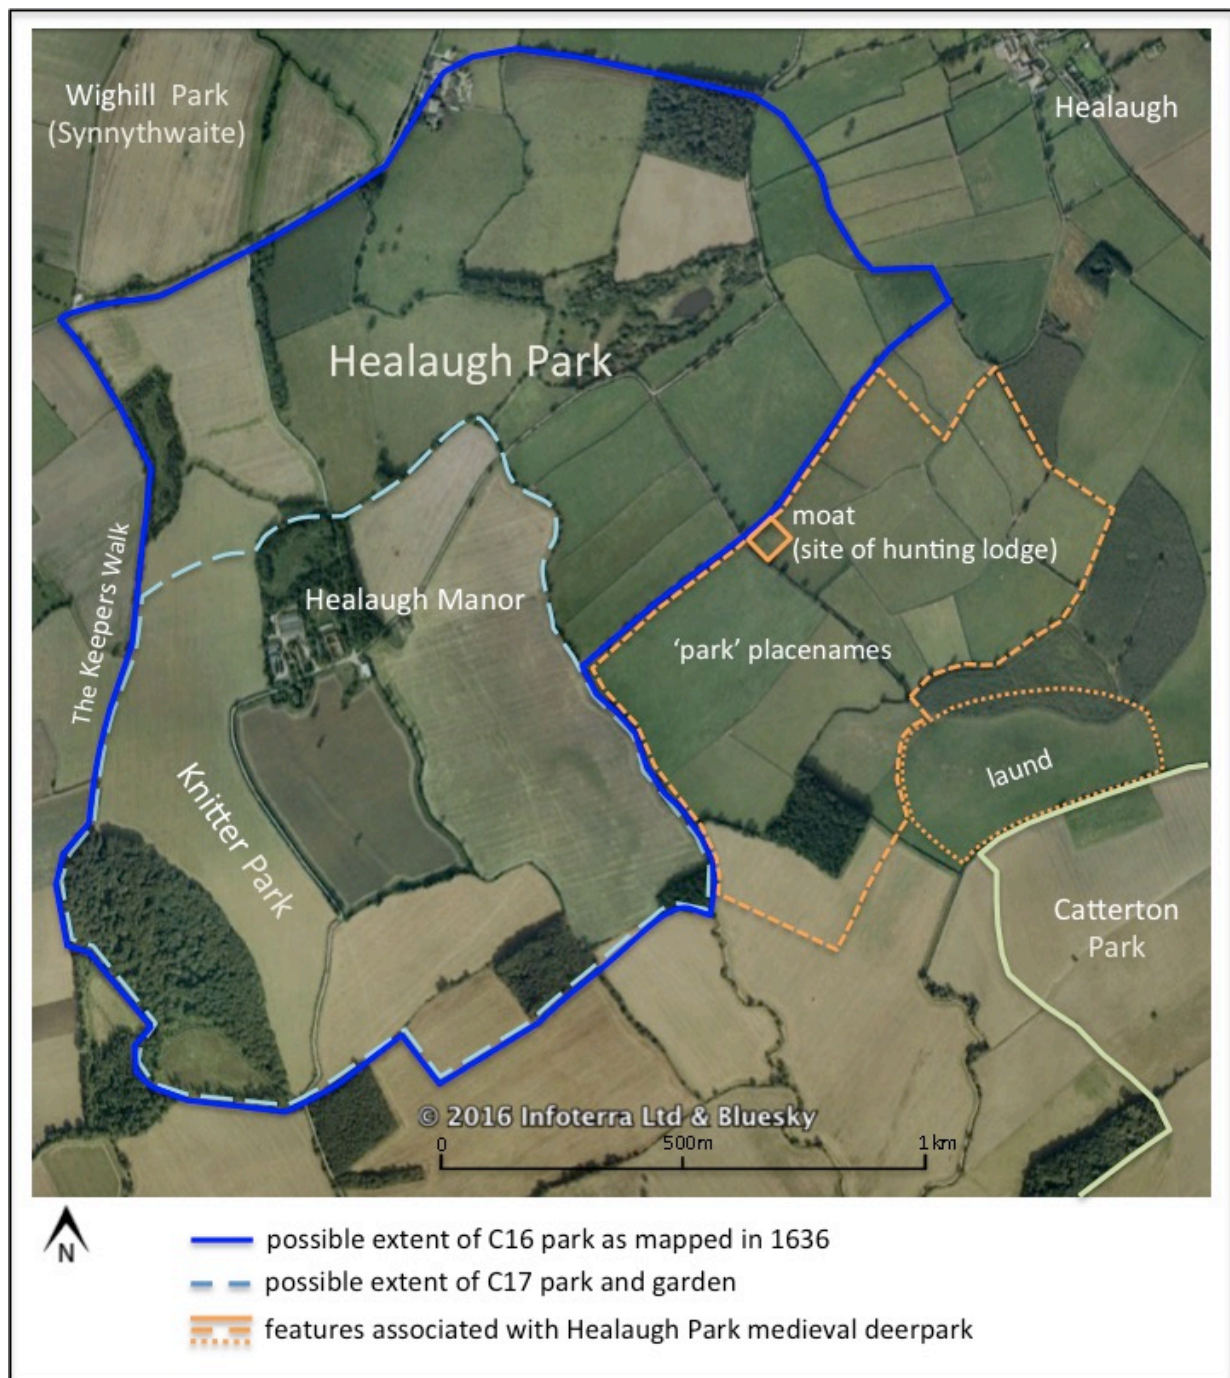 Wighill Park
(Synnythwaite)
Healaugh
Healaugh Park
moat
(site of hunting lodge)
Healaugh Manor
The Keepers Walk
'park' placenames
Knitter Park
laund
Catterton
Park
© 2016 Infoterra Ltd & Bluesky
0 500m 1 km
N
possible extent of C16 park as mapped in 1636
possible extent of C17 park and garden
features associated with Healaugh Park medieval deerpark